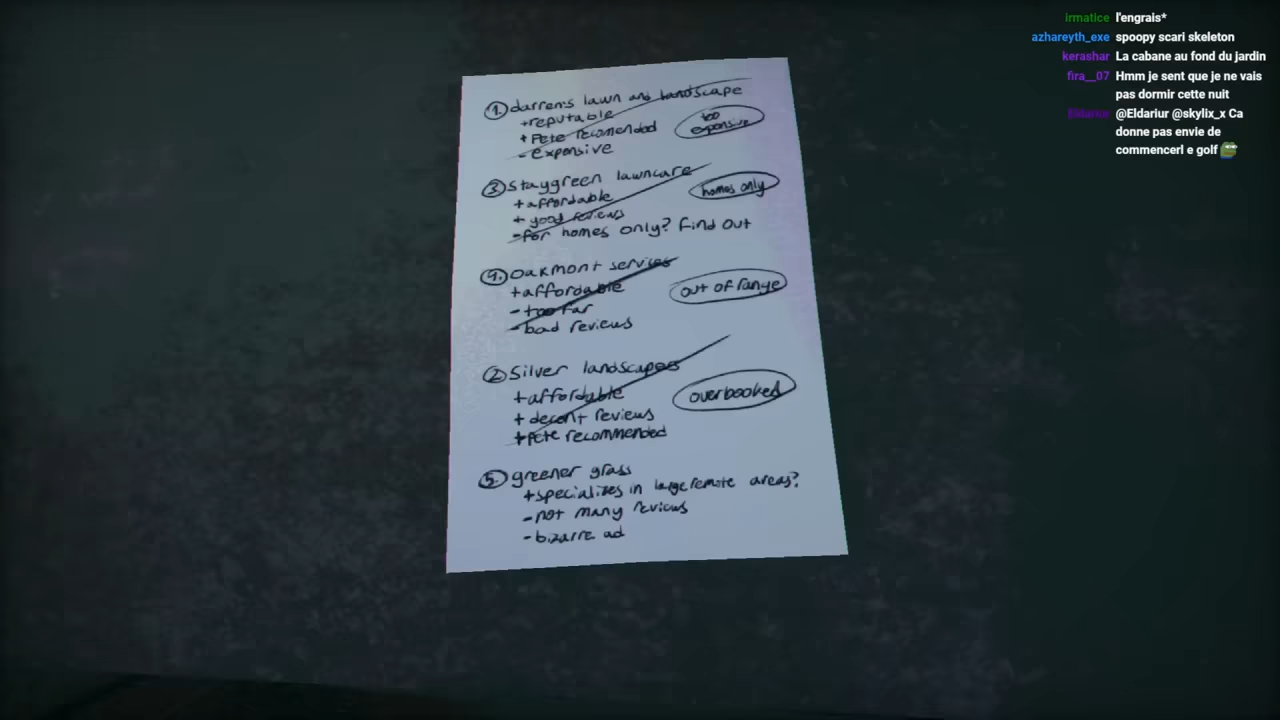 1. darren's lawn and landscape
+reputable
+ Pete recomended
- expensive
too
expensive
3 Staygreen lawncare
+ affordable
+ good reviews
-for homes only? Find out
homes only
4. Oakmont services
+affordable
- too far
- bad reviews
out of range
2 Silver landscapers
+affordable
+ decent reviews
+Pete recommended
overbooked
5. greener grass
+specializes in large remote areas?
- not many reviews
- bizarre ad
irmatice l'engrais*
azhareyth_exe spoopy scari skeleton
kerashar La cabane au fond du jardin
fira__07 Hmm je sent que je ne vais
pas dormir cette nuit
Eldariur @Eldariur @skylix_x Ca
donne pas envie de
commencerl e golf